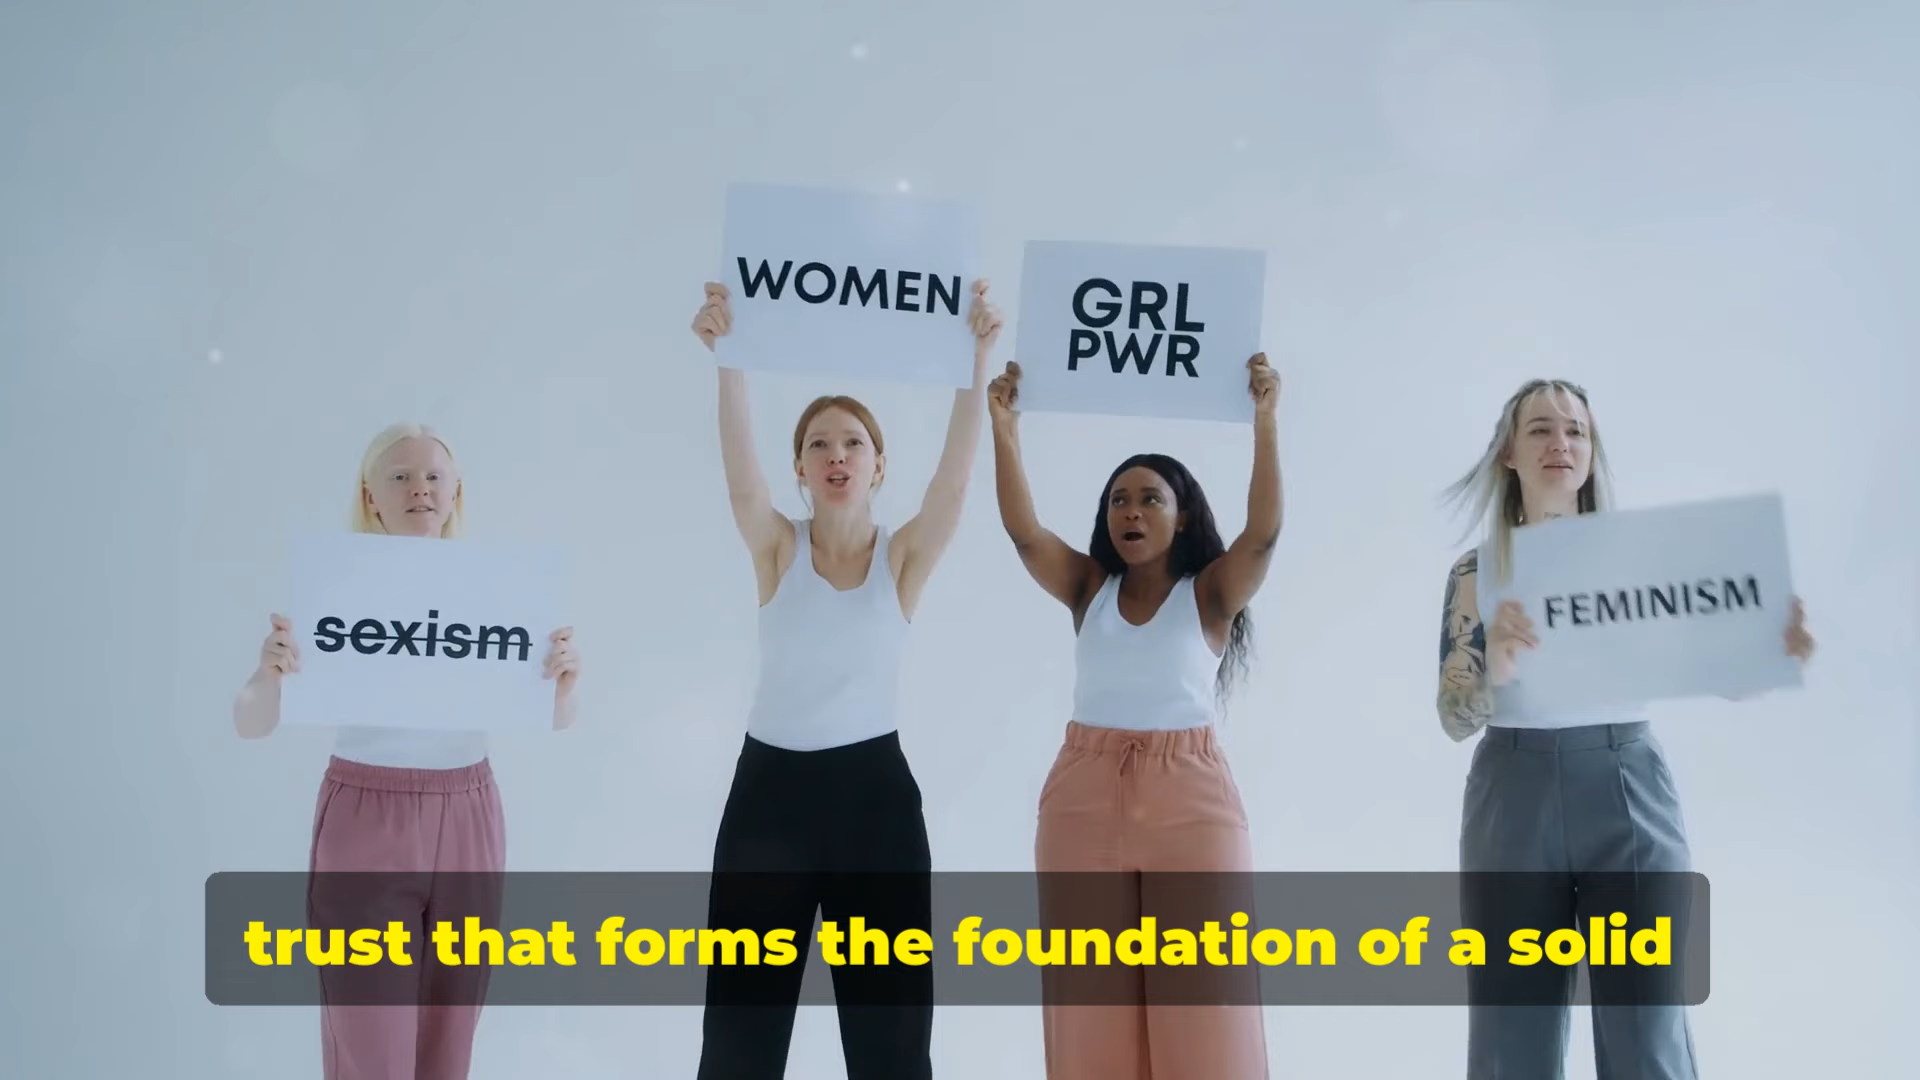 WOMEN
GRL
PWR
sexism
FEMINISM
trust that forms the foundation of a solid